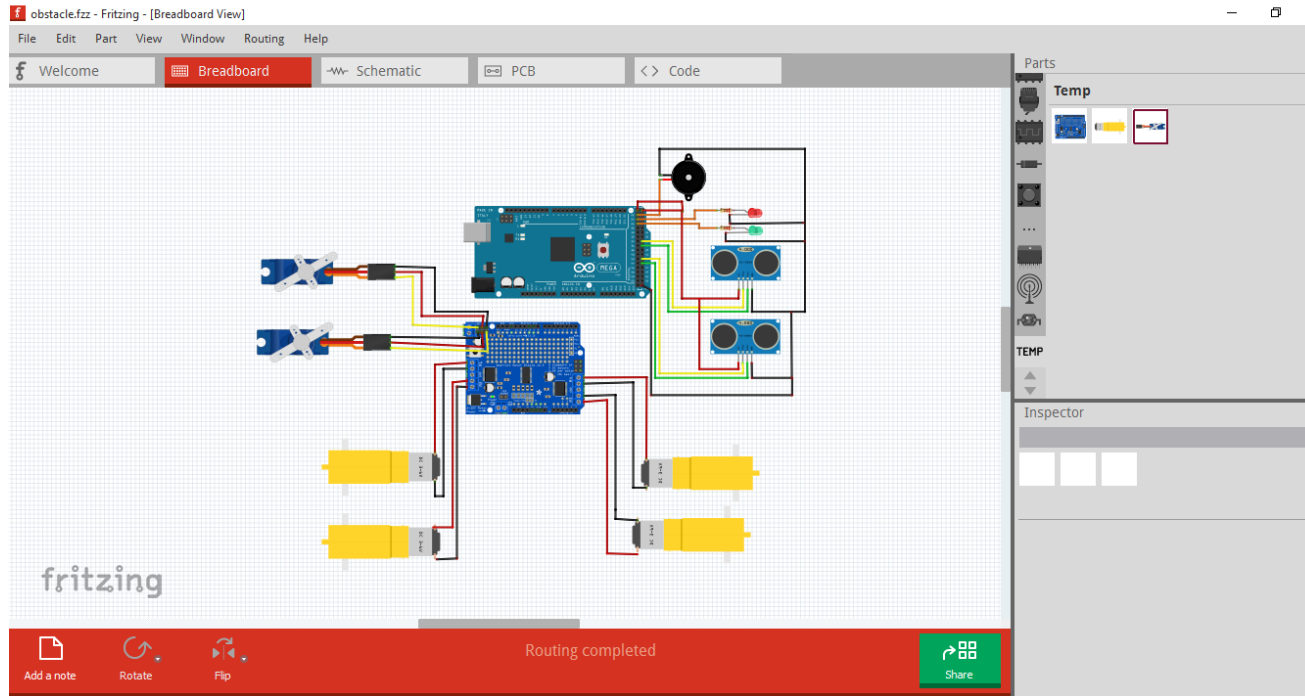 obstacle.fzz - Fritzing - [Breadboard View]
File Edit Part View Window Routing Help
Welcome Breadboard Schematic PCB Code
Parts
Temp
MEGA
Arduino
TEMP
Inspector
fritzing
Routing completed
Add a note Rotate Flip Share